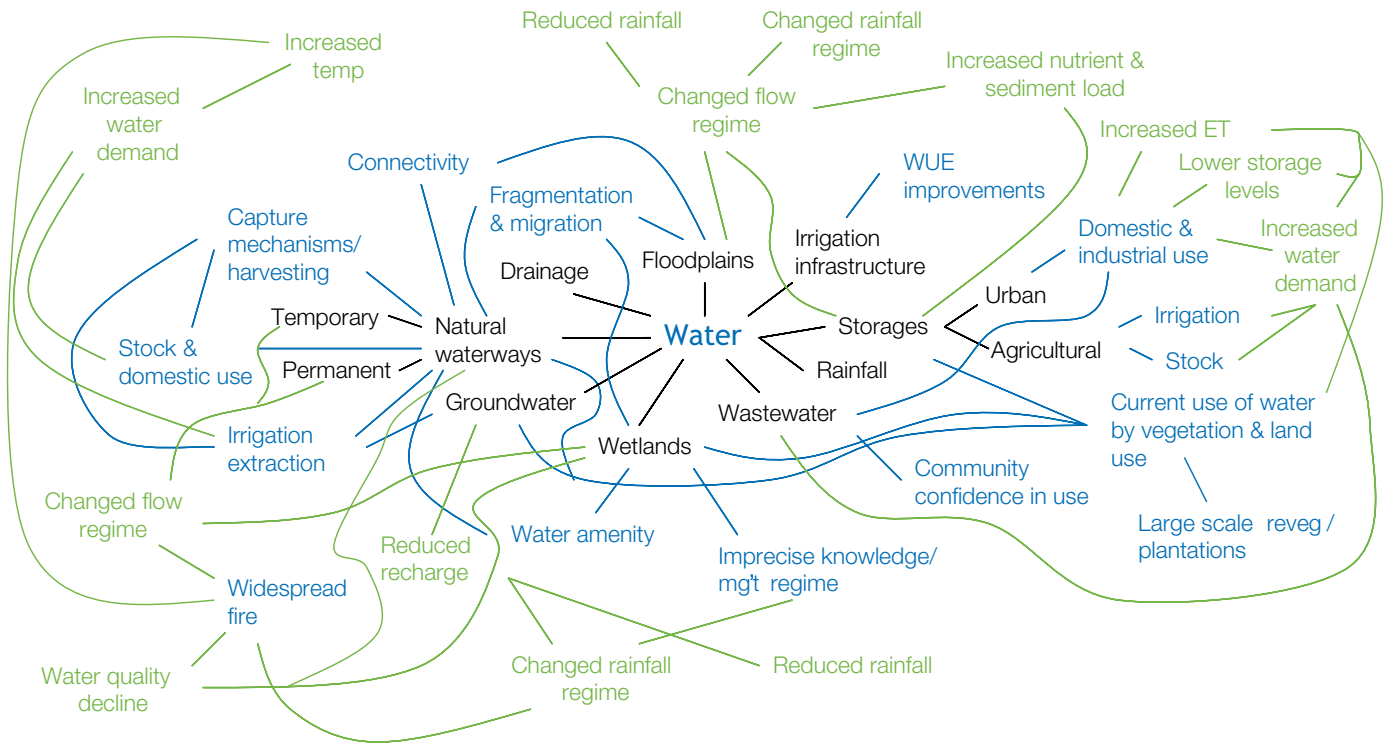 Reduced rainfall
Changed rainfall
regime
Increased
temp
Increased nutrient &
sediment load
Increased
water
demand
Changed flow
regime
Increased ET
Connectivity
WUE
improvements
Lower storage
levels
Fragmentation
& migration
Capture
mechanisms/
harvesting
Domestic &
industrial use
Increased
water
demand
Irrigation
infrastructure
Floodplains
Drainage
Urban
Temporary
Natural
waterways
Water
Storages
Irrigation
Stock &
domestic use
Permanent
Agricultural
Stock
Rainfall
Groundwater
Wastewater
Current use of water
by vegetation & land
use
Irrigation
extraction
Wetlands
Community
confidence in use
Changed flow
regime
Large scale reveg /
plantations
Water amenity
Reduced
recharge
Imprecise knowledge/
mg't regime
Widespread
fire
Changed rainfall
regime
Reduced rainfall
Water quality
decline